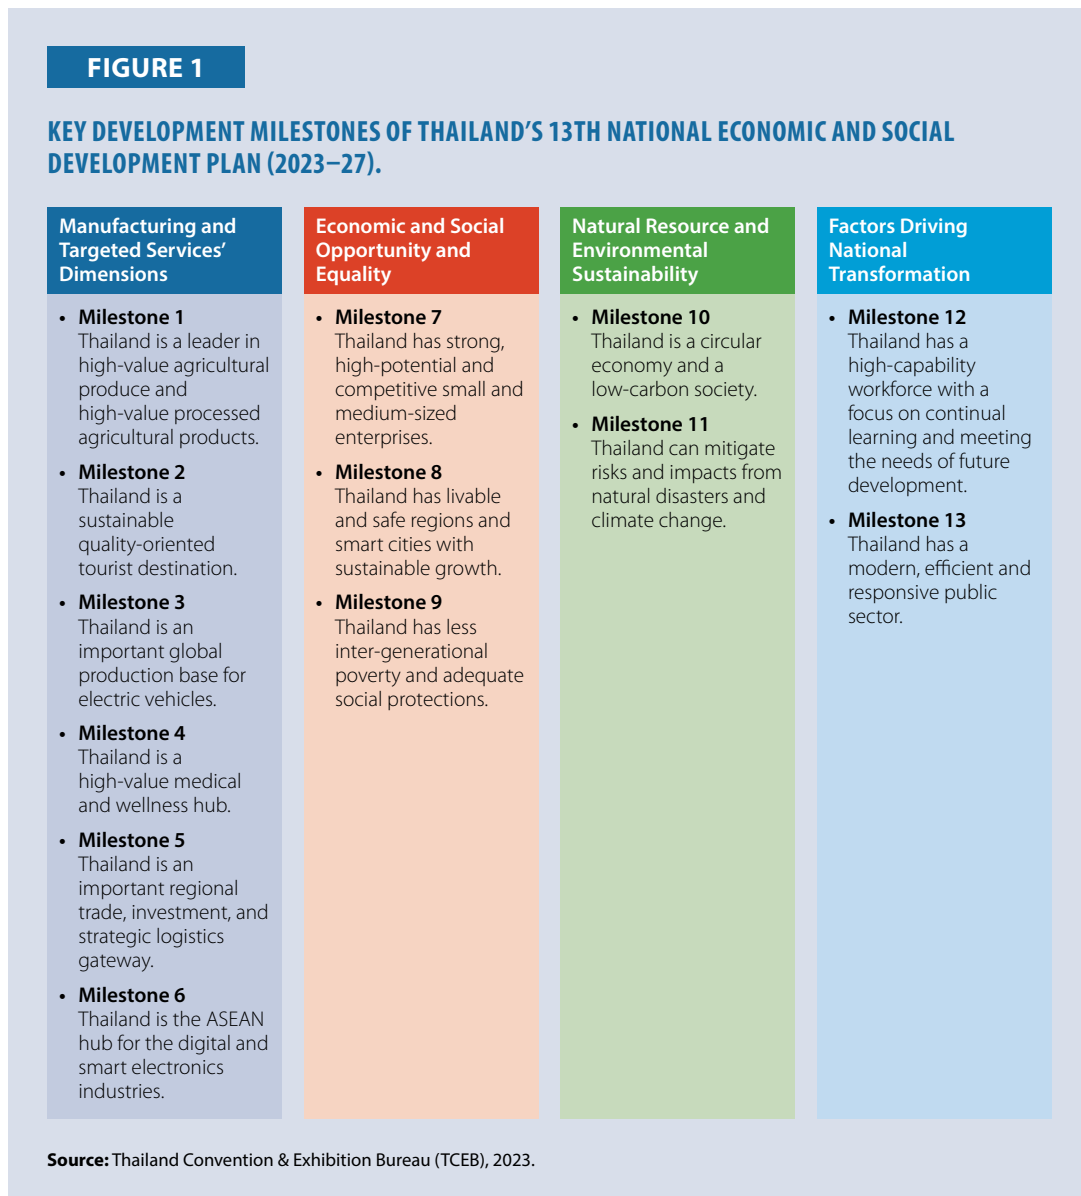 FIGURE 1
KEY DEVELOPMENT MILESTONES OF THAILAND’S 13TH NATIONAL ECONOMIC AND SOCIAL
DEVELOPMENT PLAN (2023–27).
Manufacturing and
Targeted Services’
Dimensions
• Milestone 1
Thailand is a leader in
high-value agricultural
produce and
high-value processed
agricultural products.
• Milestone 2
Thailand is a
sustainable
quality-oriented
tourist destination.
• Milestone 3
Thailand is an
important global
production base for
electric vehicles.
• Milestone 4
Thailand is a
high-value medical
and wellness hub.
• Milestone 5
Thailand is an
important regional
trade, investment, and
strategic logistics
gateway.
• Milestone 6
Thailand is the ASEAN
hub for the digital and
smart electronics
industries.
Economic and Social
Opportunity and
Equality
• Milestone 7
Thailand has strong,
high-potential and
competitive small and
medium-sized
enterprises.
• Milestone 8
Thailand has livable
and safe regions and
smart cities with
sustainable growth.
• Milestone 9
Thailand has less
inter-generational
poverty and adequate
social protections.
Natural Resource and
Environmental
Sustainability
• Milestone 10
Thailand is a circular
economy and a
low-carbon society.
• Milestone 11
Thailand can mitigate
risks and impacts from
natural disasters and
climate change.
Factors Driving
National
Transformation
• Milestone 12
Thailand has a
high-capability
workforce with a
focus on continual
learning and meeting
the needs of future
development.
• Milestone 13
Thailand has a
modern, efficient and
responsive public
sector.
Source: Thailand Convention & Exhibition Bureau (TCEB), 2023.